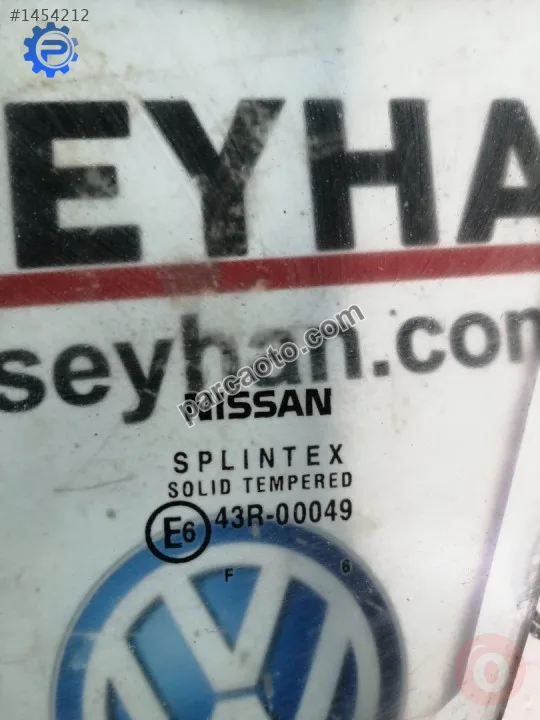 #1454212
EYHA
seyhan.com
parcaoto.com
NISSAN
SPLINTEX
SOLID TEMPERED
E6 43R-00049
F 6